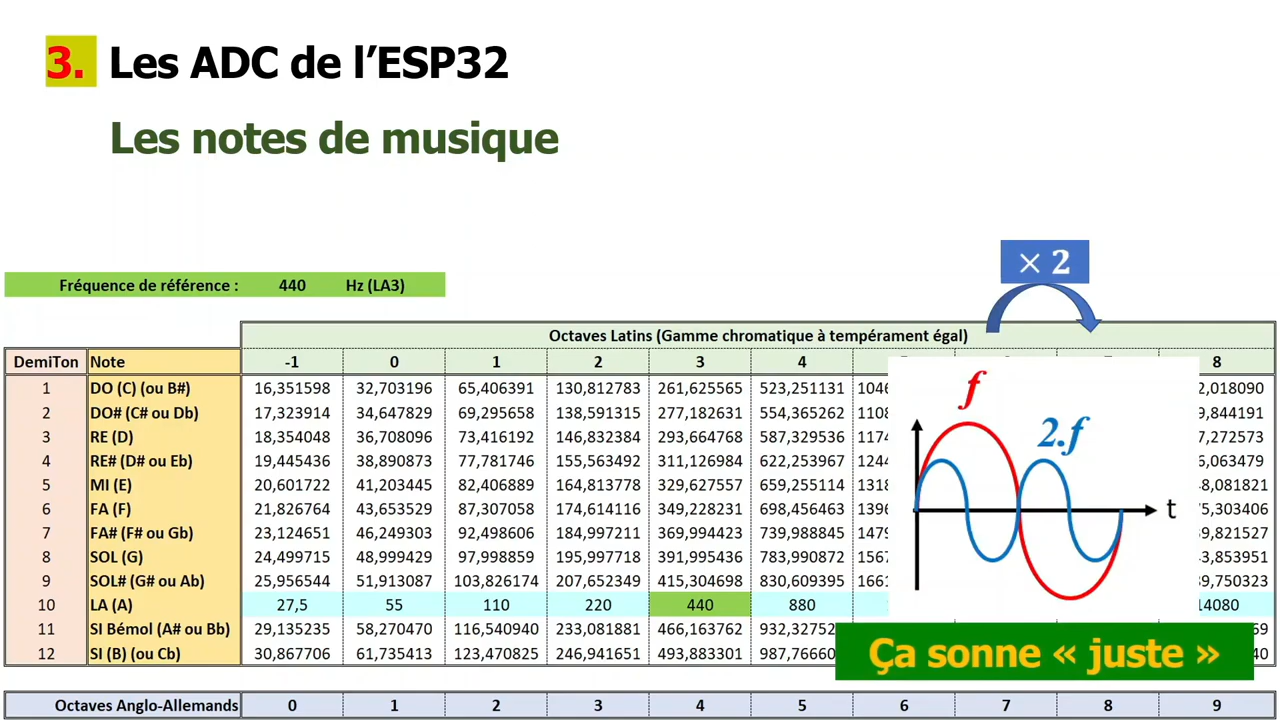 3. Les ADC de l’ESP32
Les notes de musique
× 2
Fréquence de référence : 440 Hz (LA3)
Octaves Latins (Gamme chromatique à tempérament égal)
DemiTon Note -1 0 1 2 3 4 8
1 DO (C) (ou B#) 16,351598 32,703196 65,406391 130,812783 261,625565 523,251131
2 DO# (C# ou Db) 17,323914 34,647829 69,295658 138,591315 277,182631 554,365262
3 RE (D) 18,354048 36,708096 73,416192 146,832384 293,664768 587,329536
4 RE# (D# ou Eb) 19,445436 38,890873 77,781746 155,563492 311,126984 622,253967
5 MI (E) 20,601722 41,203445 82,406889 164,813778 329,627557 659,255114
6 FA (F) 21,826764 43,653529 87,307058 174,614116 349,228231 698,456463
7 FA# (F# ou Gb) 23,124651 46,249303 92,498606 184,997211 369,994423 739,988845
8 SOL (G) 24,499715 48,999429 97,998859 195,997718 391,995436 783,990872
9 SOL# (G# ou Ab) 25,956544 51,913087 103,826174 207,652349 415,304698 830,609395
10 LA (A) 27,5 55 110 220 440 880 14080
11 SI Bémol (A# ou Bb) 29,135235 58,270470 116,540940 233,081881 466,163762 932,32752
12 SI (B) (ou Cb) 30,867706 61,735413 123,470825 246,941651 493,883301 987,76660
f
2.f
t
Ça sonne « juste »
Octaves Anglo-Allemands 0 1 2 3 4 5 6 7 8 9